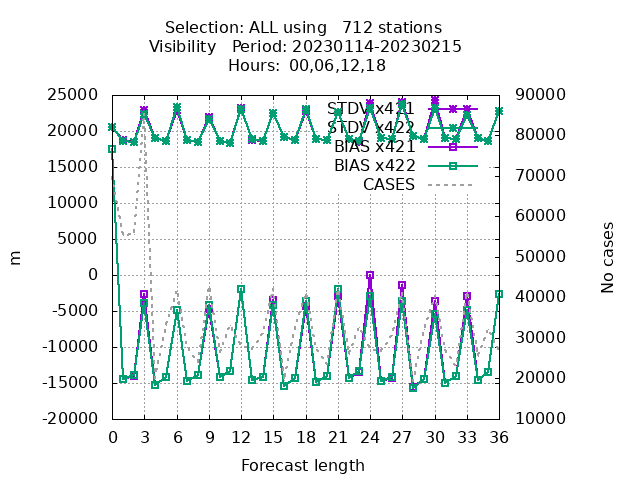 Selection: ALL using 712 stations
Visibility Period: 20230114-20230215
Hours: 00,06,12,18
25000 90000
20000 80000
15000 70000
10000 60000
5000 50000
0 40000
-5000 30000
-10000 20000
-15000 10000
-20000
m
No cases
STDV x421
STDV x422
BIAS x421
BIAS x422
CASES
0 3 6 9 12 15 18 21 24 27 30 33 36
Forecast length